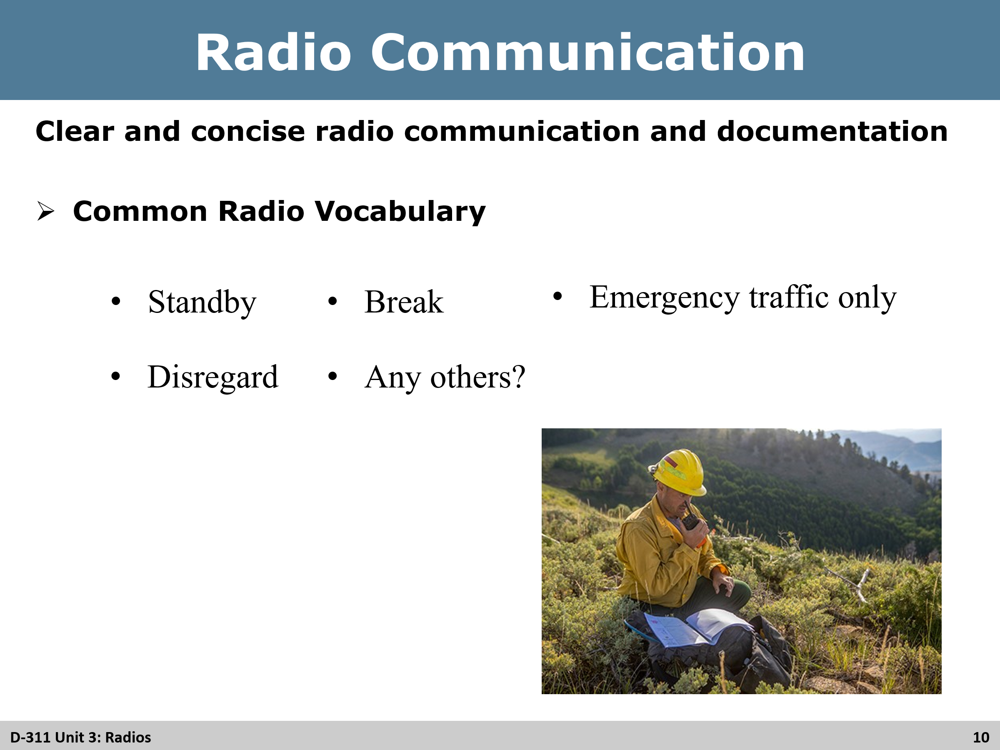 Radio Communication
Clear and concise radio communication and documentation
➢ Common Radio Vocabulary
• Standby
• Break
• Emergency traffic only
• Disregard
• Any others?
D-311 Unit 3: Radios
10